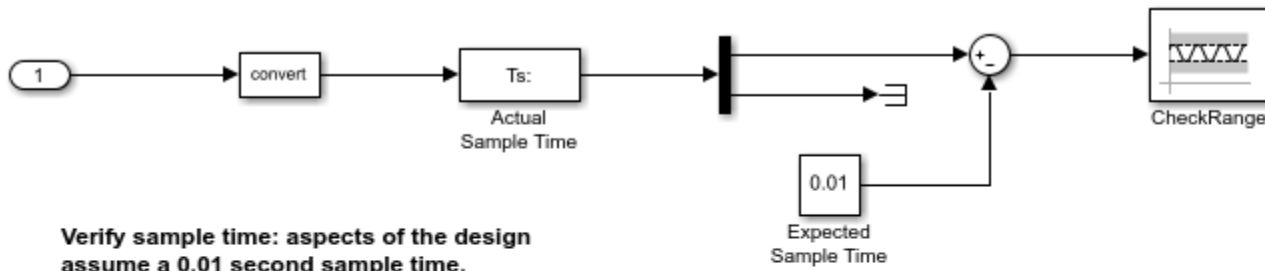 1
convert
Ts:
Actual
Sample Time
+
−
CheckRange
0.01
Expected
Sample Time
Verify sample time: aspects of the design
assume a 0.01 second sample time.